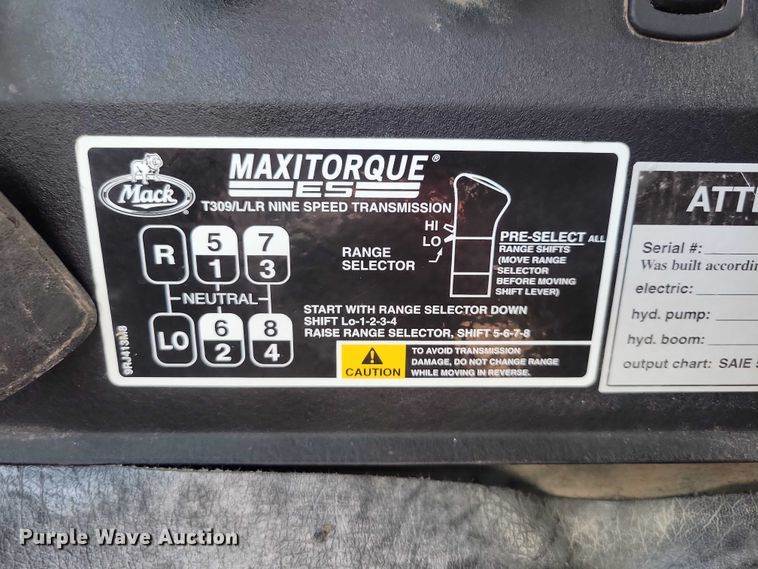 Mack
MAXITORQUE®
ES
T309/L/LR NINE SPEED TRANSMISSION
R
5
1
7
3
NEUTRAL
LO
6
2
8
4
9RJ413M8
RANGE
SELECTOR
HI
LO
PRE-SELECT ALL
RANGE SHIFTS
(MOVE RANGE
SELECTOR
BEFORE MOVING
SHIFT LEVER)
START WITH RANGE SELECTOR DOWN
SHIFT Lo-1-2-3-4
RAISE RANGE SELECTOR, SHIFT 5-6-7-8
CAUTION
TO AVOID TRANSMISSION
DAMAGE, DO NOT CHANGE RANGE
WHILE MOVING IN REVERSE.
ATTE
Serial #:
Was built accordin
electric:
hyd. pump:
hyd. boom:
output chart: SAIE
Purple Wave Auction